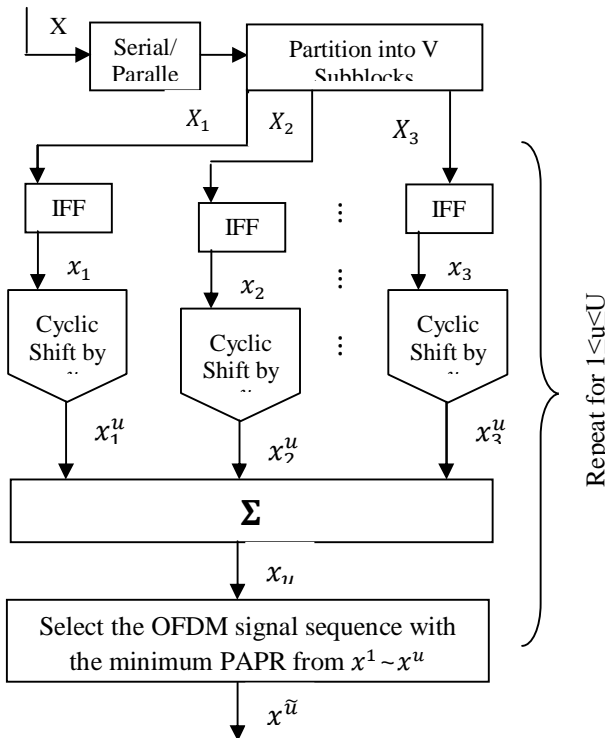 X
Serial/
Paralle
Partition into V
Subblocks
X₁
X₂
X₃
IFF
IFF
IFF
⋮
x₁
x₂
x₃
⋮
Cyclic
Shift by
Cyclic
Shift by
Cyclic
Shift by
⋮
x₁ᵘ
x₂ᵘ
x₃ᵘ
Σ
xᵤ
Select the OFDM signal sequence with
the minimum PAPR from x¹~xᵘ
x^ũ
Repeat for 1<u<U